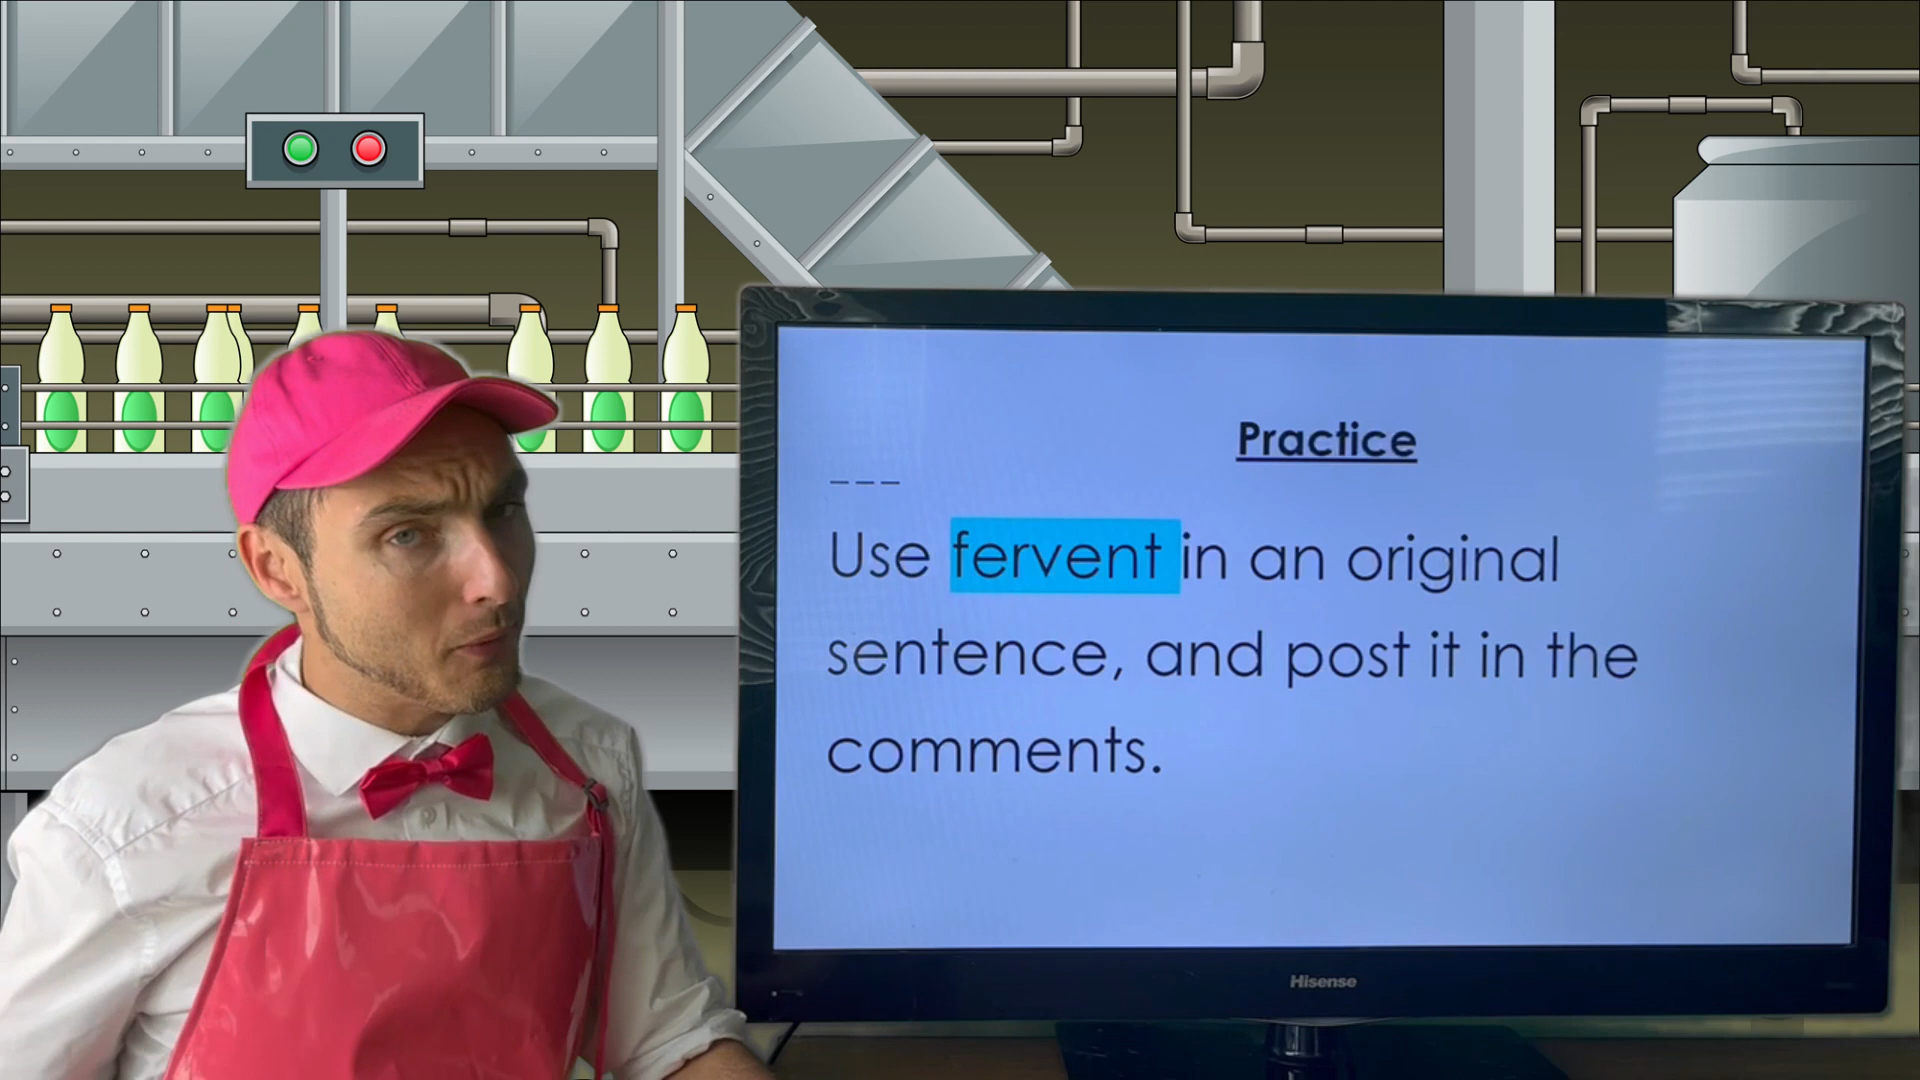 Practice
---
Use fervent in an original
sentence, and post it in the
comments.
Hisense